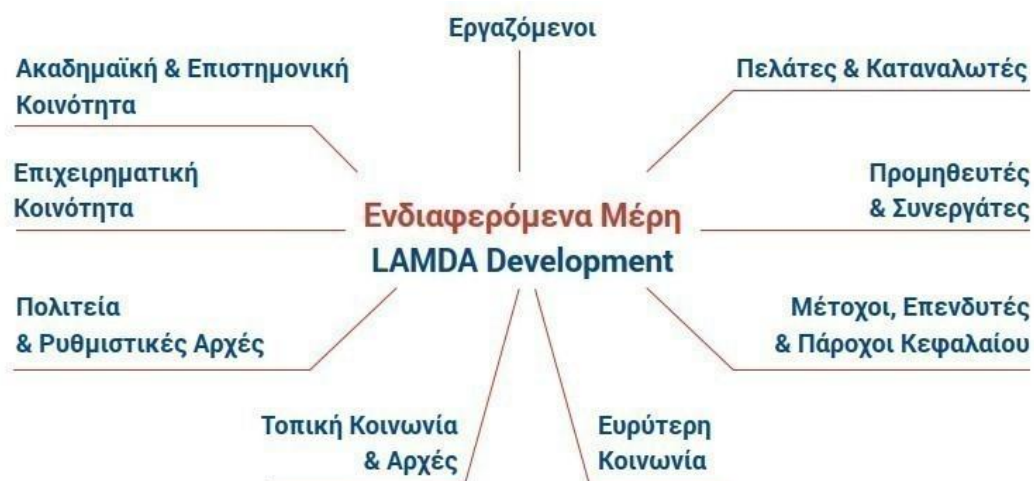 Εργαζόμενοι
Ακαδημαϊκή & Επιστημονική
Κοινότητα
Πελάτες & Καταναλωτές
Επιχειρηματική
Κοινότητα
Προμηθευτές
& Συνεργάτες
Ενδιαφερόμενα Μέρη
LAMDA Development
Πολιτεία
& Ρυθμιστικές Αρχές
Μέτοχοι, Επενδυτές
& Πάροχοι Κεφαλαίου
Τοπική Κοινωνία
& Αρχές
Ευρύτερη
Κοινωνία